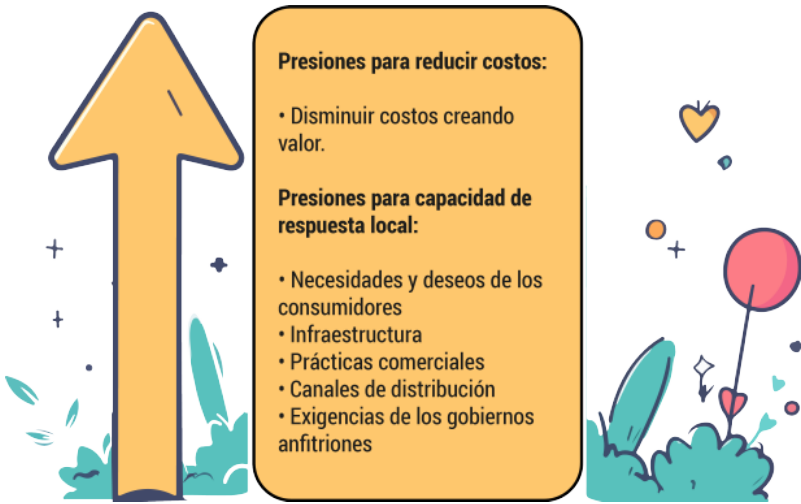 Presiones para reducir costos:
• Disminuir costos creando
valor.
Presiones para capacidad de
respuesta local:
• Necesidades y deseos de los
consumidores
• Infraestructura
• Prácticas comerciales
• Canales de distribución
• Exigencias de los gobiernos
anfitriones